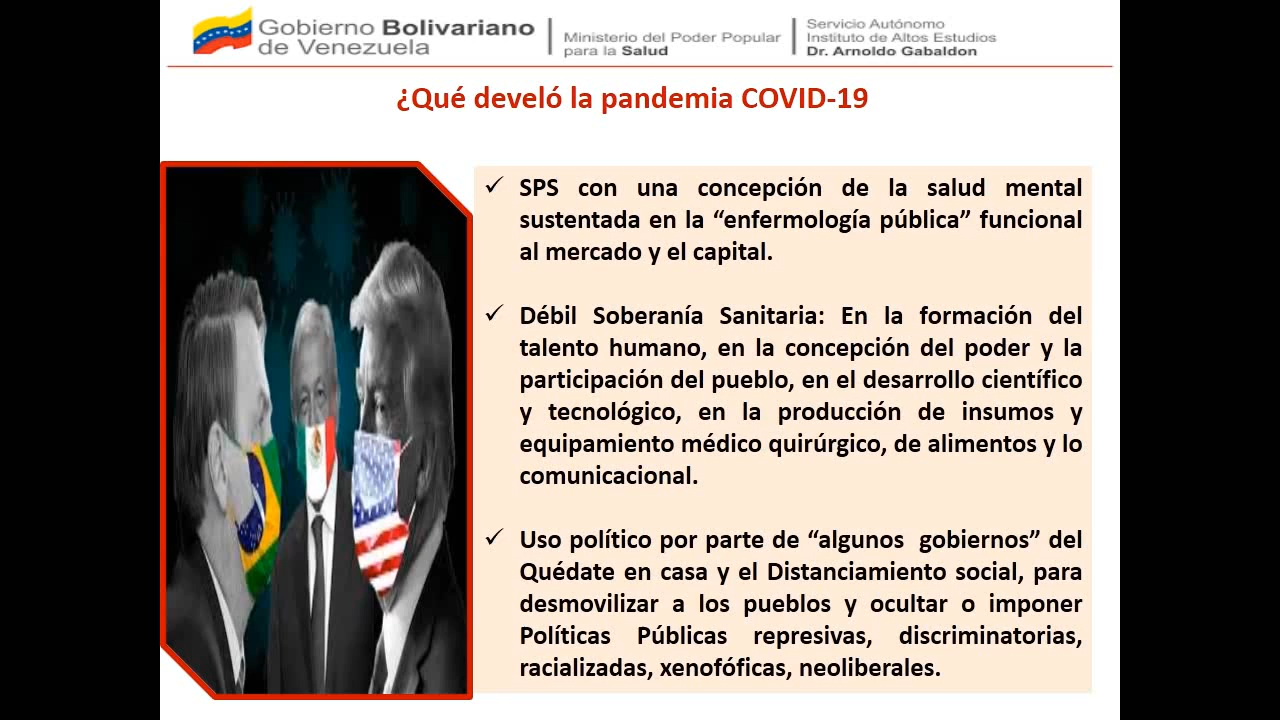 Gobierno Bolivariano
de Venezuela
Ministerio del Poder Popular
para la Salud
Servicio Autónomo
Instituto de Altos Estudios
Dr. Arnoldo Gabaldon
¿Qué develó la pandemia COVID-19
✓ SPS con una concepción de la salud mental
sustentada en la “enfermología pública” funcional
al mercado y el capital.
✓ Débil Soberanía Sanitaria: En la formación del
talento humano, en la concepción del poder y la
participación del pueblo, en el desarrollo científico
y tecnológico, en la producción de insumos y
equipamiento médico quirúrgico, de alimentos y lo
comunicacional.
✓ Uso político por parte de “algunos gobiernos” del
Quédate en casa y el Distanciamiento social, para
desmovilizar a los pueblos y ocultar o imponer
Políticas Públicas represivas, discriminatorias,
racializadas, xenofóficas, neoliberales.